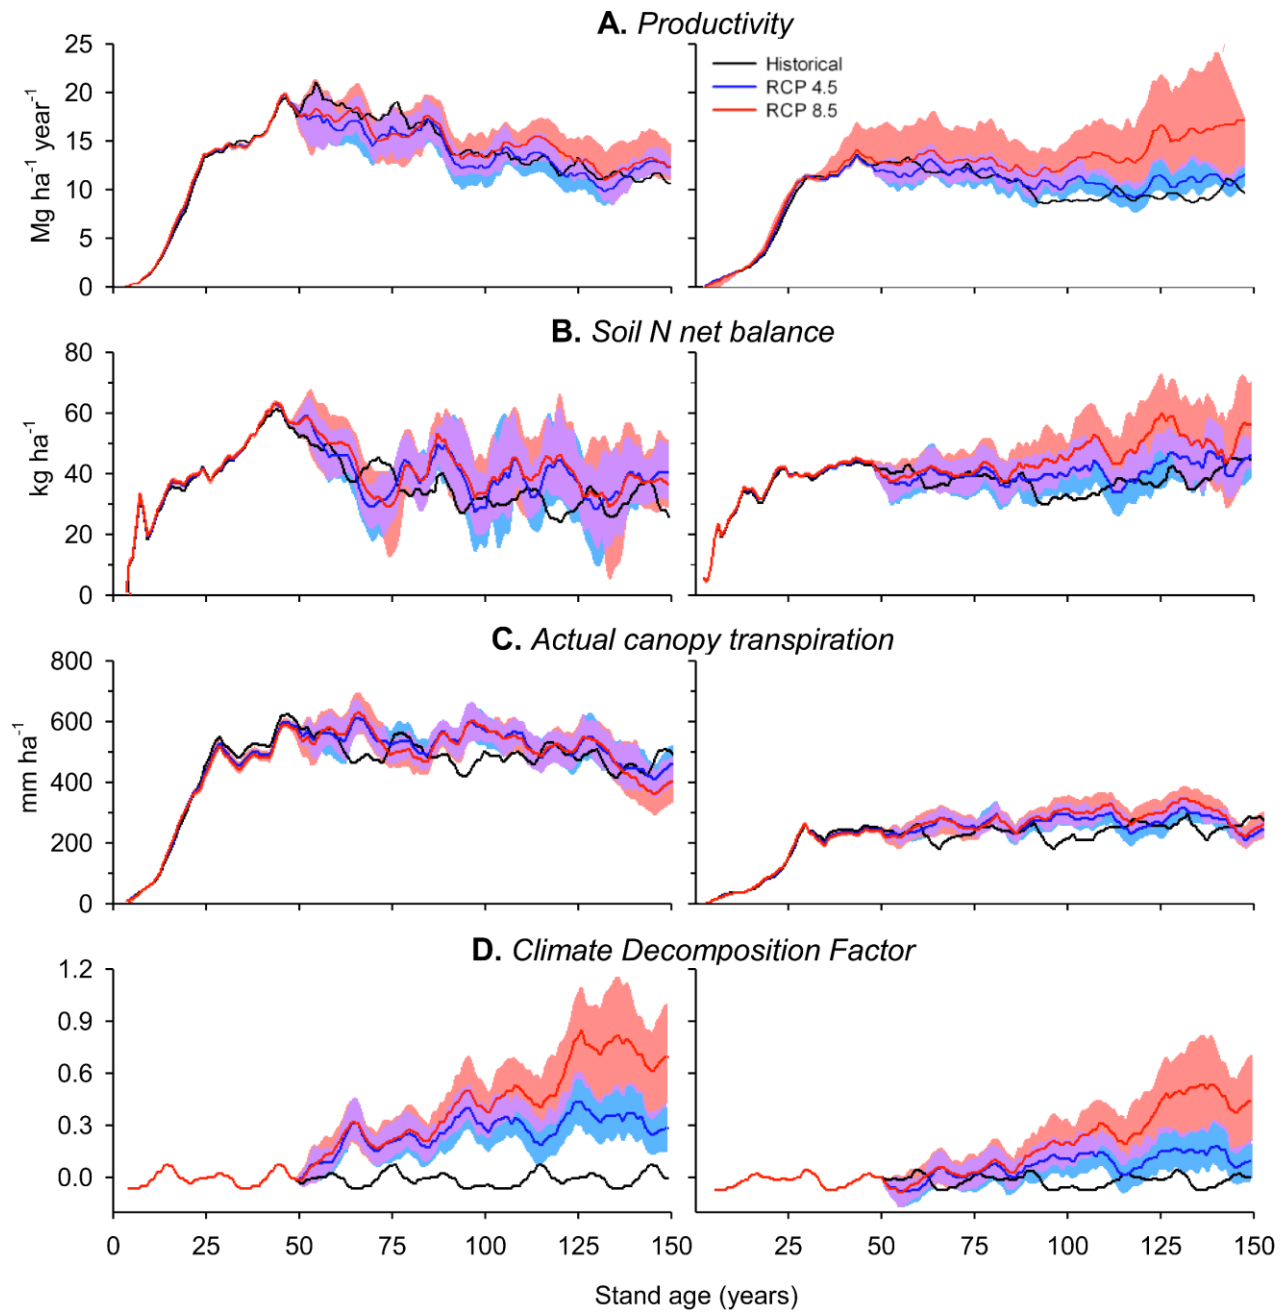 A. Productivity
25
20
15
10
5
0
Mg ha⁻¹ year⁻¹
Historical
RCP 4.5
RCP 8.5
B. Soil N net balance
80
60
40
20
0
kg ha⁻¹
C. Actual canopy transpiration
800
600
400
200
0
mm ha⁻¹
D. Climate Decomposition Factor
1.2
0.9
0.6
0.3
0.0
0 25 50 75 100 125 150 25 50 75 100 125 150
Stand age (years)